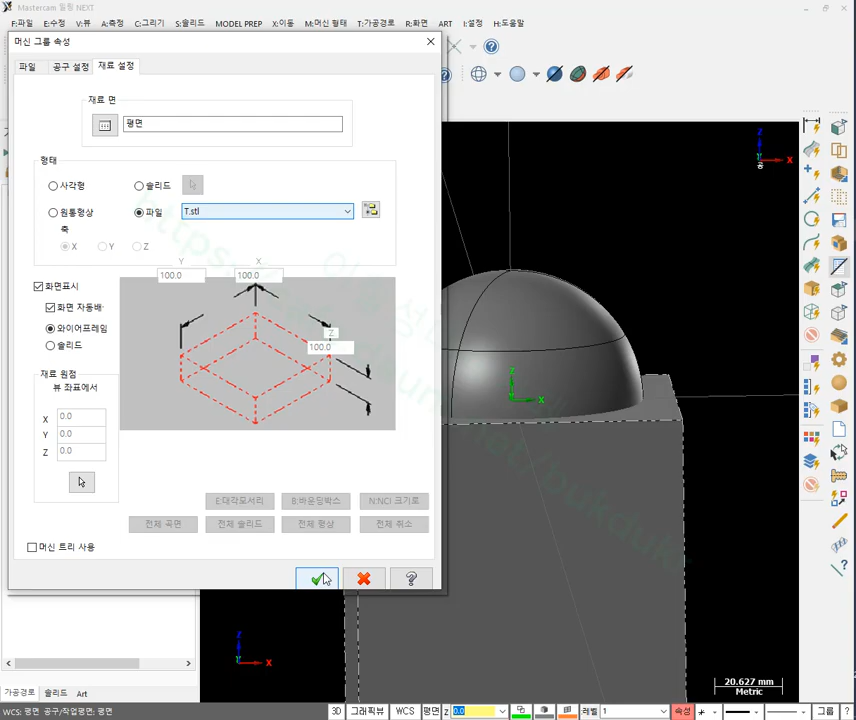 Mastercam 밀링 NEXT
F:파일 E:수정 V:뷰 A:측정 C:그리기 S:솔리드 MODEL PREP X:이동 M:머신 형태 T:가공경로 R:화면 ART I:설정 H:도움말
머신 그룹 속성
파일 공구 설정 재료 설정
재료 면
평면
형태
사각형 솔리드
원통형상 파일 T.stl
축
X Y Z
Y X
100.0 100.0
화면표시
화면 자동배
와이어프레임
Z
솔리드 100.0
재료 원점
뷰 좌표에서
X 0.0
Y 0.0
Z 0.0
E:대각모서리 B:바운딩박스 N:NCI 크기로
전체 곡면 전체 솔리드 전체 형상 전체 취소
머신 트리 사용
Z
X
Z
X
Z
X
20.627 mm
Metric
가공경로 솔리드 Art
WCS: 평면 공구/작업평면: 평면 3D 그래픽뷰 WCS 평면 Z 0.0 레벨 1 속성 그룹 ?